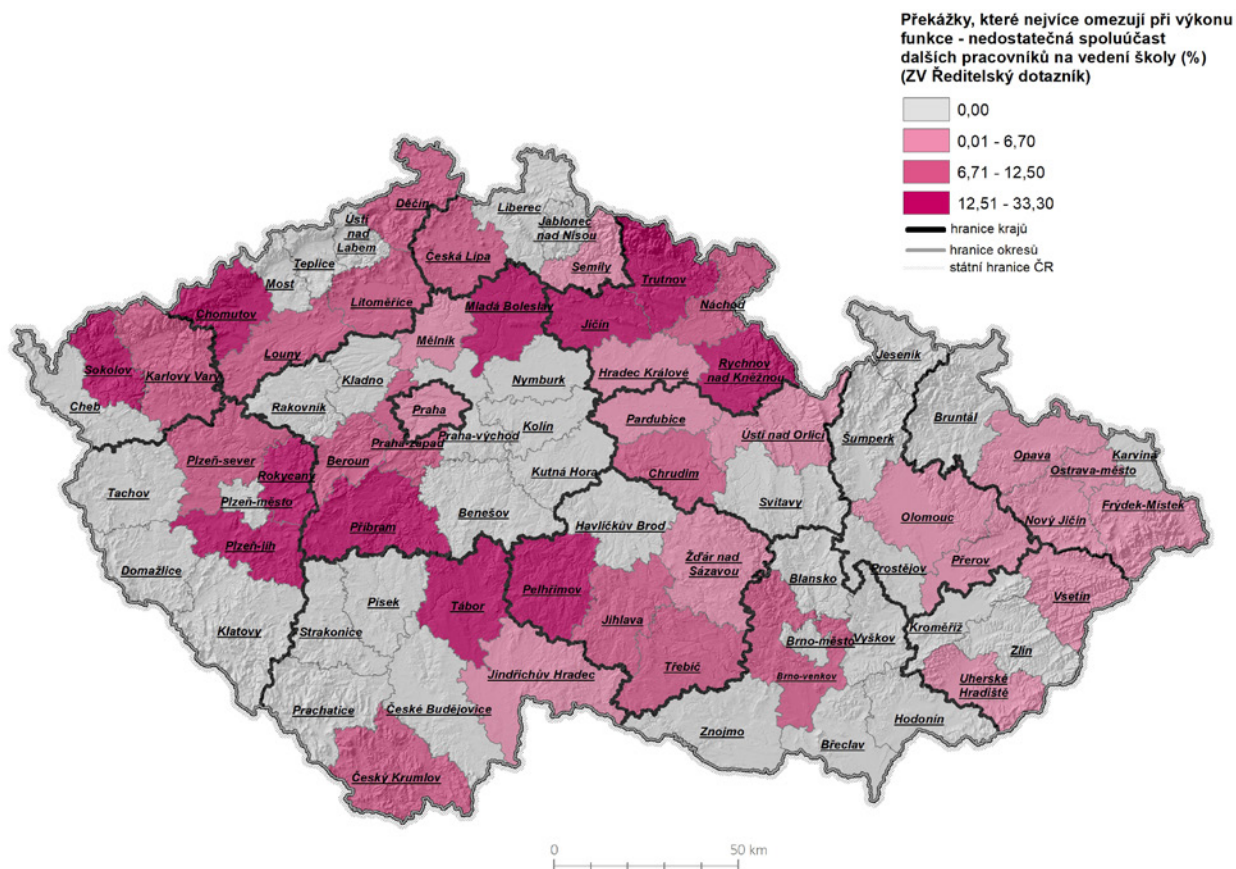 Překážky, které nejvíce omezují při výkonu
funkce - nedostatečná spoluúčast
dalších pracovníků na vedení školy (%)
(ZV Ředitelský dotazník)
0,00
0,01 - 6,70
6,71 - 12,50
12,51 - 33,30
hranice krajů
hranice okresů
státní hranice ČR
Děčín
Liberec
Jablonec
nad Nisou
Ústí
nad
Labem
Teplice
Most
Česká Lípa
Semily
Trutnov
Chomutov
Litoměřice
Mladá Boleslav
Jičín
Náchod
Louny
Mělník
Sokolov
Karlovy Vary
Cheb
Rakovník
Kladno
Nymburk
Hradec Králové
Rychnov
nad Kněžnou
Jeseník
Praha
Praha-západ
Praha-východ
Kolín
Pardubice
Ústí nad Orlicí
Šumperk
Bruntál
Plzeň-sever
Rokycany
Beroun
Kutná Hora
Chrudim
Svitavy
Opava
Karviná
Ostrava-město
Tachov
Plzeň-město
Plzeň-jih
Příbram
Benešov
Havlíčkův Brod
Olomouc
Nový Jičín
Frýdek-Místek
Domažlice
Klatovy
Písek
Strakonice
Tábor
Pelhřimov
Žďár nad
Sázavou
Jihlava
Blansko
Prostějov
Přerov
Vsetín
Třebíč
Brno-město
Brno-venkov
Vyškov
Kroměříž
Zlín
Jindřichův Hradec
Uherské
Hradiště
Prachatice
České Budějovice
Český Krumlov
Znojmo
Břeclav
Hodonín
0
50 km